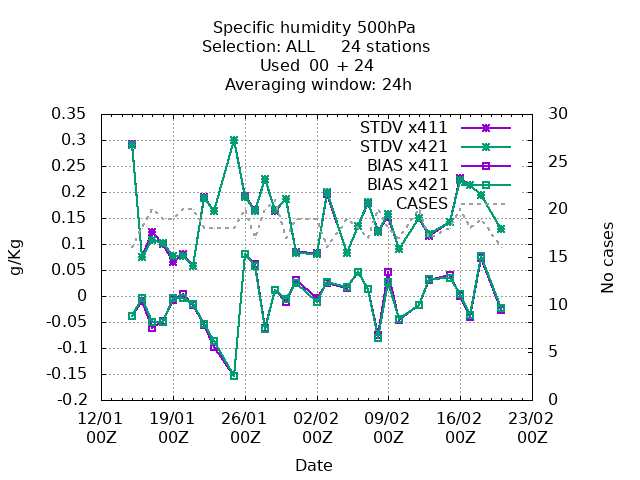 Specific humidity 500hPa
Selection: ALL 24 stations
Used 00 + 24
Averaging window: 24h
0.35
0.3
0.25
0.2
0.15
0.1
0.05
0
-0.05
-0.1
-0.15
-0.2
g/Kg
STDV x411
STDV x421
BIAS x411
BIAS x421
CASES
30
25
20
15
10
5
0
No cases
12/01 19/01 26/01 02/02 09/02 16/02 23/02
00Z 00Z 00Z 00Z 00Z 00Z 00Z
Date